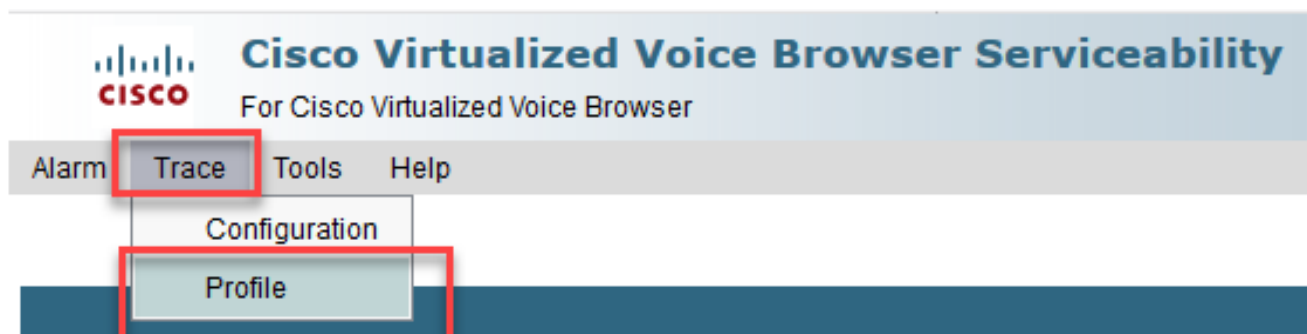 Cisco Virtualized Voice Browser Serviceability
CISCO
For Cisco Virtualized Voice Browser
Alarm Trace Tools Help
Configuration
Profile